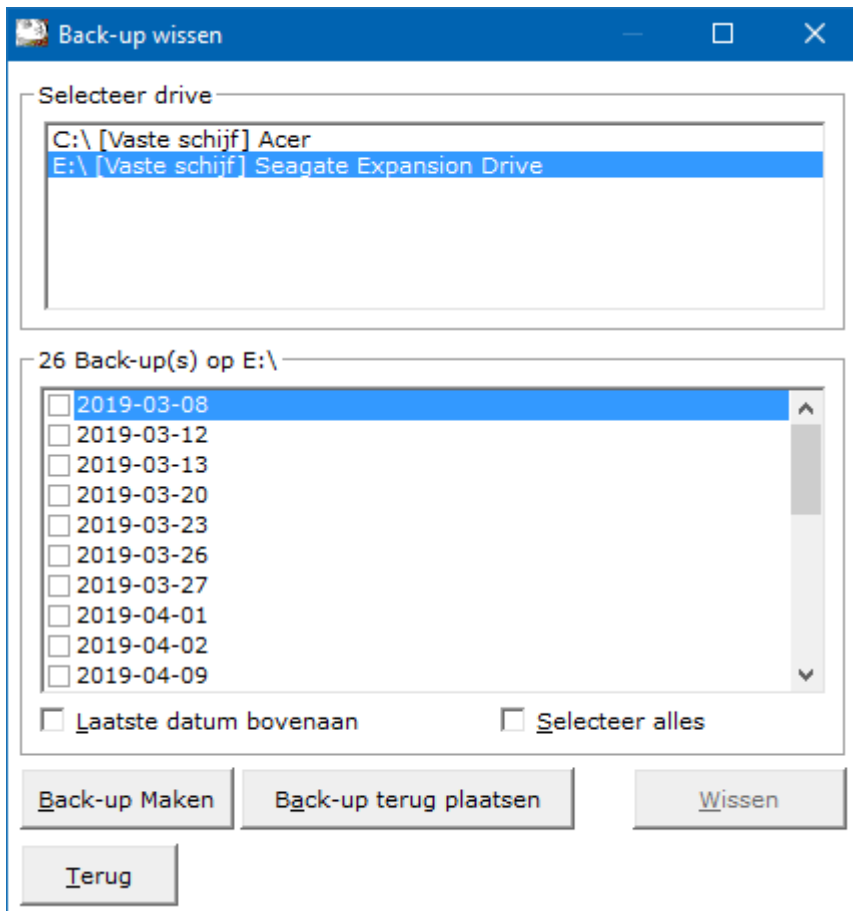 Back-up wissen
Selecteer drive
C:\ [Vaste schijf] Acer
E:\ [Vaste schijf] Seagate Expansion Drive
26 Back-up(s) op E:\
2019-03-08
2019-03-12
2019-03-13
2019-03-20
2019-03-23
2019-03-26
2019-03-27
2019-04-01
2019-04-02
2019-04-09
Laatste datum bovenaan Selecteer alles
Back-up Maken Back-up terug plaatsen Wissen
Terug